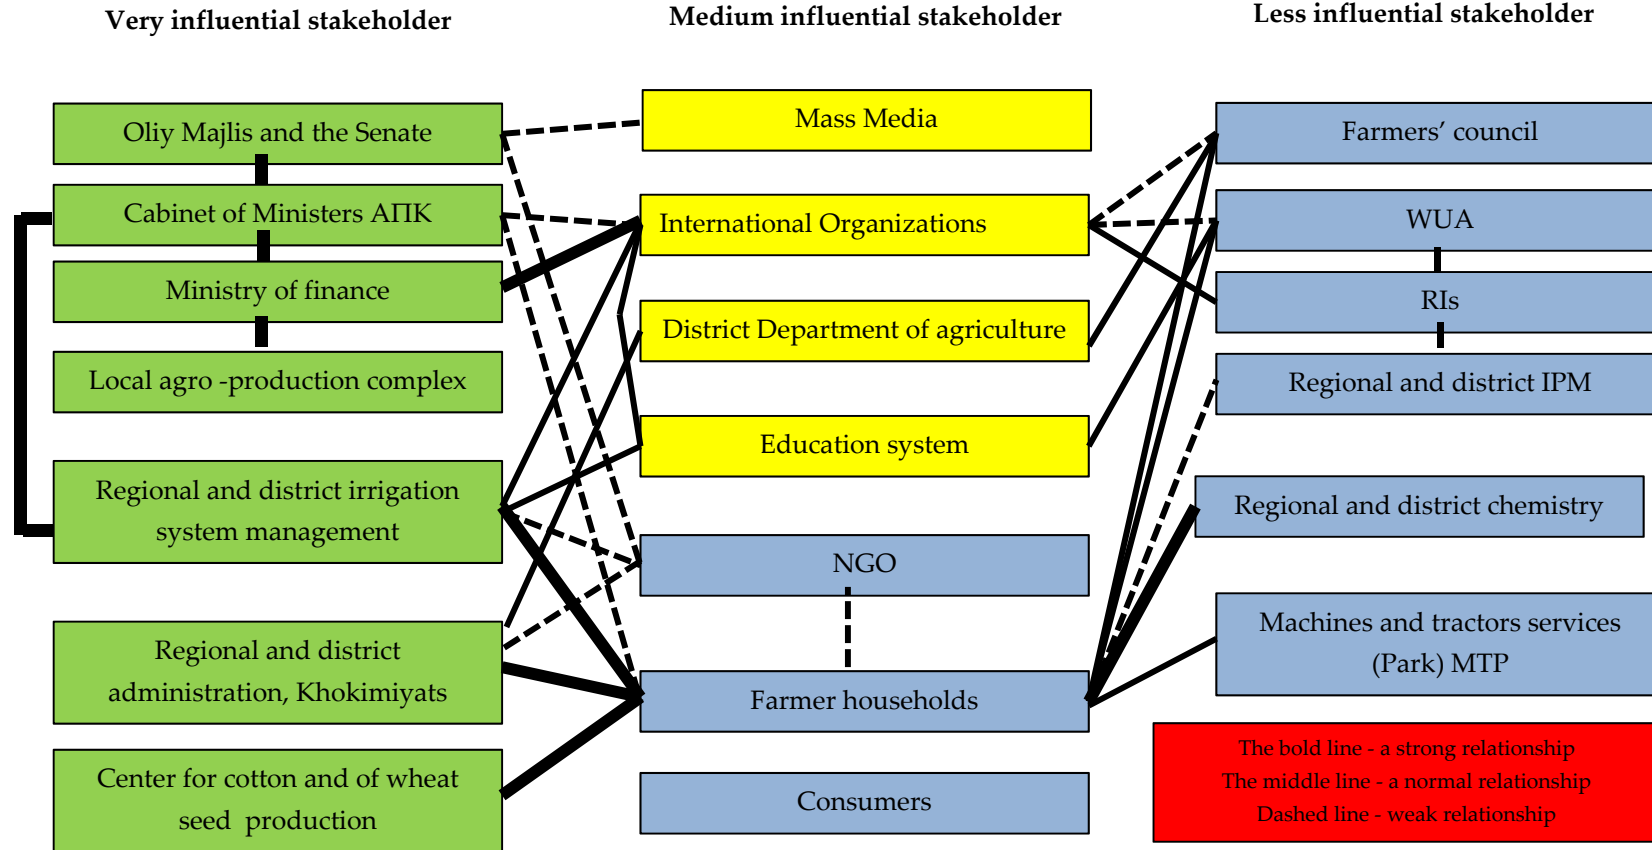 Very influential stakeholder
Medium influential stakeholder
Less influential stakeholder
Oliy Majlis and the Senate
Cabinet of Ministers АПК
Ministry of finance
Local agro -production complex
Regional and district irrigation
system management
Regional and district
administration, Khokimiyats
Center for cotton and of wheat
seed production
Mass Media
International Organizations
District Department of agriculture
Education system
NGO
Farmer households
Consumers
Farmers’ council
WUA
RIs
Regional and district IPM
Regional and district chemistry
Machines and tractors services
(Park) MTP
The bold line - a strong relationship
The middle line - a normal relationship
Dashed line - weak relationship